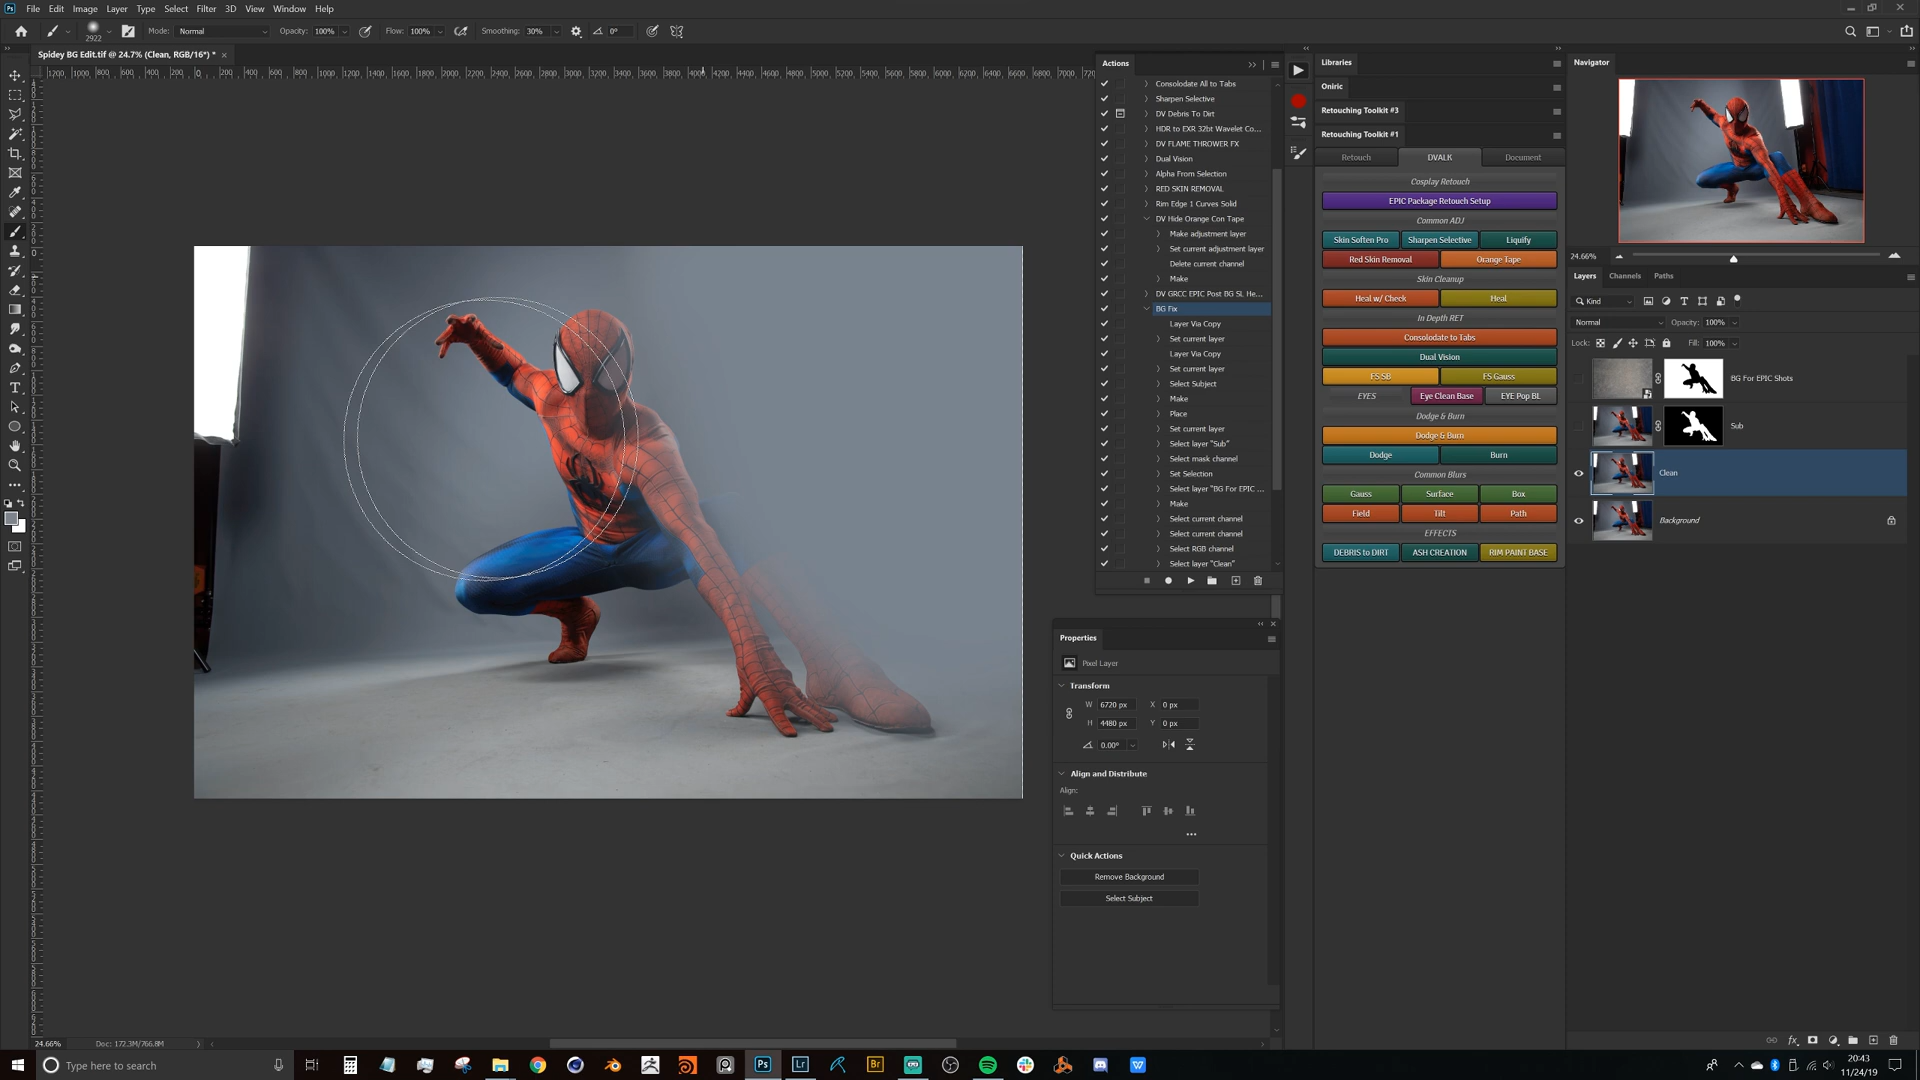 File Edit Image Layer Type Select Filter 3D View Window Help
2922 Mode: Normal Opacity: 100% Flow: 100% Smoothing: 30% 0°
Spidey BG Edit.tif @ 24.7% (Clean, RGB/16*) *
Actions
Consolodate All to Tabs
Sharpen Selective
DV Debris To Dirt
HDR to EXR 32bt Wavelet Co...
DV FLAME THROWER FX
Dual Vision
Alpha From Selection
RED SKIN REMOVAL
Rim Edge 1 Curves Solid
DV Hide Orange Con Tape
Make adjustment layer
Set current adjustment layer
Delete current channel
Make
DV GRCC EPIC Post BG SL He...
BG Fix
Layer Via Copy
Set current layer
Layer Via Copy
Set current layer
Select Subject
Make
Place
Set current layer
Select layer "Sub"
Select mask channel
Set Selection
Select layer "BG For EPIC ...
Make
Select current channel
Select current channel
Select RGB channel
Select layer "Clean"
Properties
Pixel Layer
Transform
W 6720 px X 0 px
H 4480 px Y 0 px
0.00°
Align and Distribute
Align:
Quick Actions
Remove Background
Select Subject
Libraries
Oniric
Retouching Toolkit #3
Retouching Toolkit #1
Retouch DVALK Document
Cosplay Retouch
EPIC Package Retouch Setup
Common ADJ
Skin Soften Pro Sharpen Selective Liquify
Red Skin Removal Orange Tape
Skin Cleanup
Heal w/ Check Heal
In Depth RET
Consolodate to Tabs
Dual Vision
FS SB FS Gauss
EYES Eye Clean Base EYE Pop BL
Dodge & Burn
Dodge & Burn
Dodge Burn
Common Blurs
Gauss Surface Box
Field Tilt Path
EFFECTS
DEBRIS to DIRT ASH CREATION RIM PAINT BASE
Navigator
24.66%
Layers Channels Paths
Kind
Normal Opacity: 100%
Lock: Fill: 100%
BG For EPIC Shots
Sub
Clean
Background
24.66% Doc: 172.3M/766.8M
Type here to search
Ps Lr Br
20:43
11/24/19